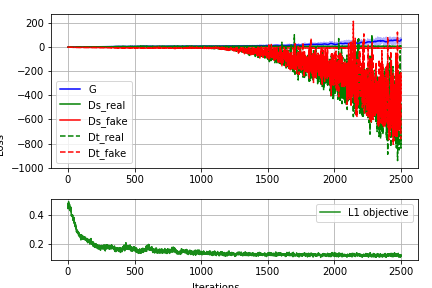 200
0
−200
−400
−600
−800
−1000
Loss
G
Ds_real
Ds_fake
Dt_real
Dt_fake
0 500 1000 1500 2000 2500
0.4
0.2
L1 objective
0 500 1000 1500 2000 2500
Iterations